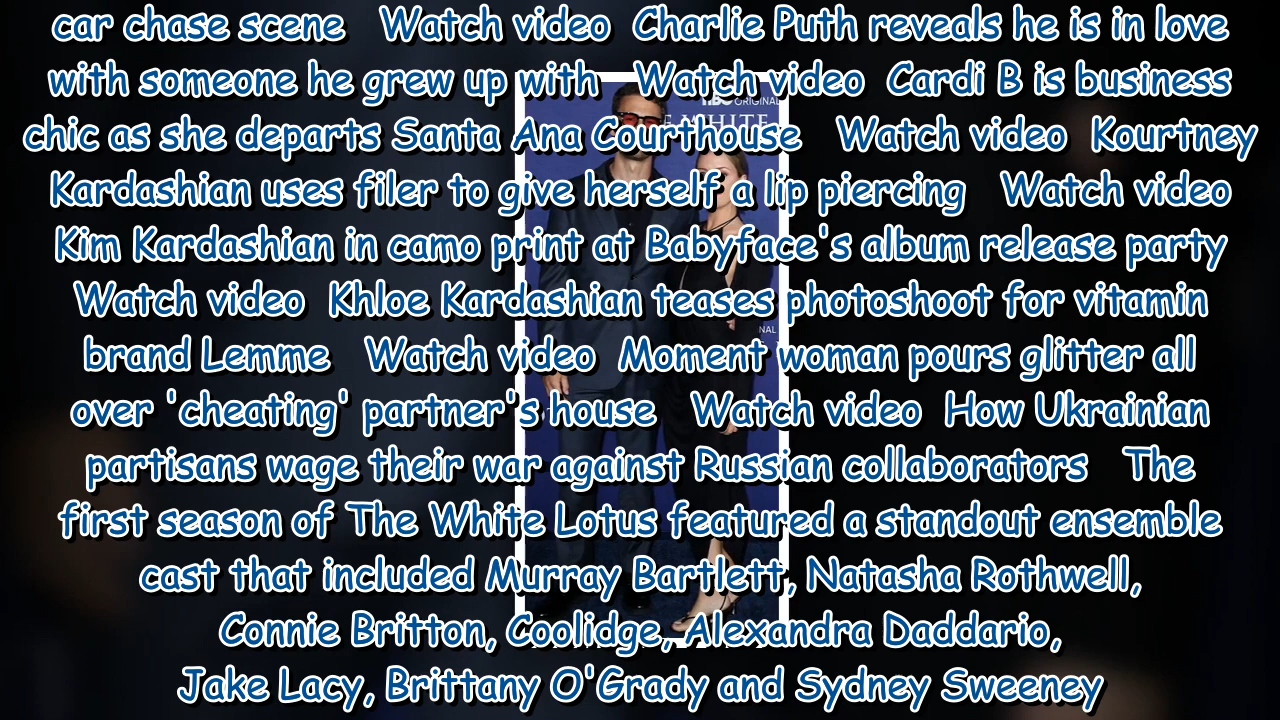 car chase scene Watch video Charlie Puth reveals he is in love
with someone he grew up with Watch video Cardi B is business
HBO ORIGINAL
chic as she departs Santa Ana Courthouse Watch video Kourtney
WHITE
Kardashian uses filer to give herself a lip piercing Watch video
Kim Kardashian in camo print at Babyface's album release party
Watch video Khloe Kardashian teases photoshoot for vitamin
brand Lemme Watch video Moment woman pours glitter all
over 'cheating' partner's house Watch video How Ukrainian
partisans wage their war against Russian collaborators The
first season of The White Lotus featured a standout ensemble
cast that included Murray Bartlett, Natasha Rothwell,
Connie Britton, Coolidge, Alexandra Daddario,
Jake Lacy, Brittany O'Grady and Sydney Sweeney